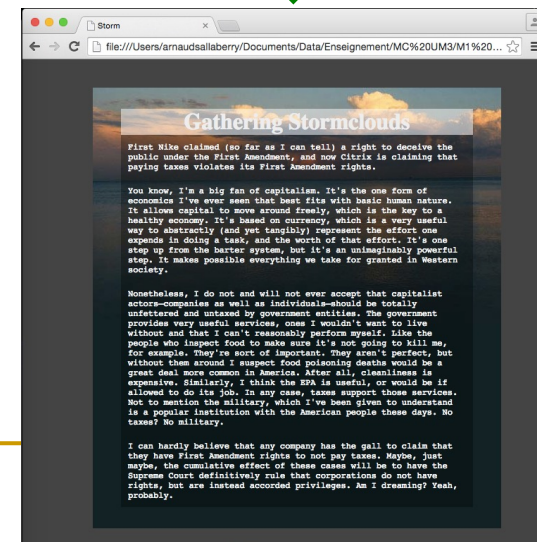 Storm
file:///Users/arnaudsallaberry/Documents/Data/Enseignement/MC%20UM3/M1%20...
Gathering Stormclouds
First Nike claimed (so far as I can tell) a right to deceive the
public under the First Amendment, and now Citrix is claiming that
paying taxes violates its First Amendment rights.
You know, I'm a big fan of capitalism. It's the one form of
economics I've ever seen that best fits with basic human nature.
It allows capital to move around freely, which is the key to a
healthy economy. It's based on currency, which is a very useful
way to abstractly (and yet tangibly) represent the effort one
expends in doing a task, and the worth of that effort. It's one
step up from the barter system, but it's an unimaginably powerful
step. It makes possible everything we take for granted in Western
society.
Nonetheless, I do not and will not ever accept that capitalist
actors—companies as well as individuals—should be totally
unfettered and untaxed by government entities. The government
provides very useful services, ones I wouldn't want to live
without and that I can't reasonably perform myself. Like the
people who inspect food to make sure it's not going to kill me,
for example. They're sort of important. They aren't perfect, but
without them around I suspect food poisoning deaths would be a
great deal more common in America. After all, cleanliness is
expensive. Similarly, I think the EPA is useful, or would be if
allowed to do its job. In any case, taxes support those services.
Not to mention the military, which I've been given to understand
is a popular institution with the American people these days. No
taxes? No military.
I can hardly believe that any company has the gall to claim that
they have First Amendment rights to not pay taxes. Maybe, just
maybe, the cumulative effect of these cases will be to have the
Supreme Court definitively rule that corporations do not have
rights, but are instead accorded privileges. Am I dreaming? Yeah,
probably.